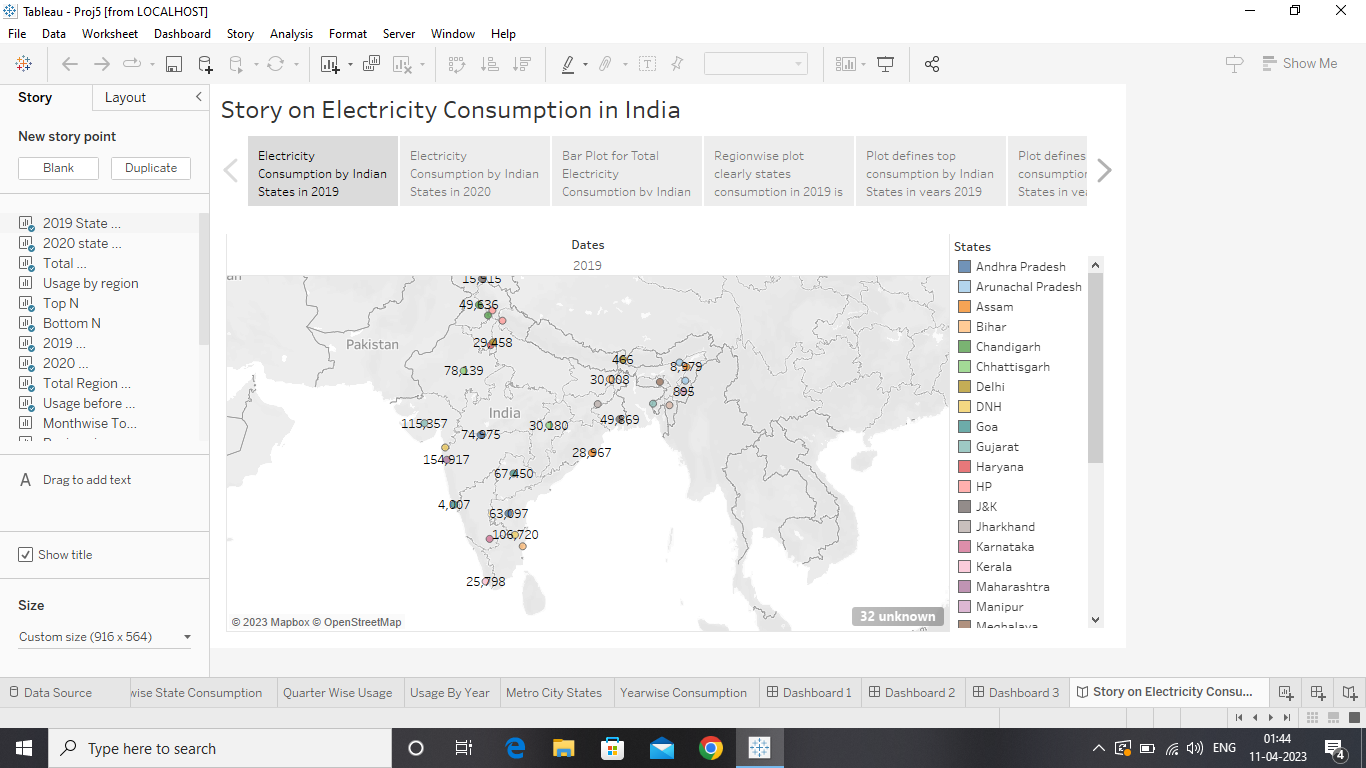 Tableau - Proj5 [from LOCALHOST]
File Data Worksheet Dashboard Story Analysis Format Server Window Help
Show Me
Story Layout
New story point
Blank Duplicate
2019 State ...
2020 state ...
Total ...
Usage by region
Top N
Bottom N
2019 ...
2020 ...
Total Region ...
Usage before ...
Monthwise To...
A Drag to add text
Show title
Size
Custom size (916 x 564)
Story on Electricity Consumption in India
Electricity
Consumption by Indian
States in 2019
Electricity
Consumption by Indian
States in 2020
Bar Plot for Total
Electricity
Consumption by Indian
Regionwise plot
clearly states
consumption in 2019 is
Plot defines top
consumption by Indian
States in years 2019
Plot defines
consumption
States in
Dates
2019
15,915
49,636
Pakistan
29,458
78,139
466
8,979
30,008
895
India
115,857
74,975
30,180
49,869
154,917
28,967
67,450
4,007
63,097
106,720
25,798
© 2023 Mapbox © OpenStreetMap
32 unknown
States
Andhra Pradesh
Arunachal Pradesh
Assam
Bihar
Chandigarh
Chhattisgarh
Delhi
DNH
Goa
Gujarat
Haryana
HP
J&K
Jharkhand
Karnataka
Kerala
Maharashtra
Manipur
Meghalaya
Data Source wise State Consumption Quarter Wise Usage Usage By Year Metro City States Yearwise Consumption Dashboard 1 Dashboard 2 Dashboard 3 Story on Electricity Consu...
Type here to search
ENG
01:44
11-04-2023
4